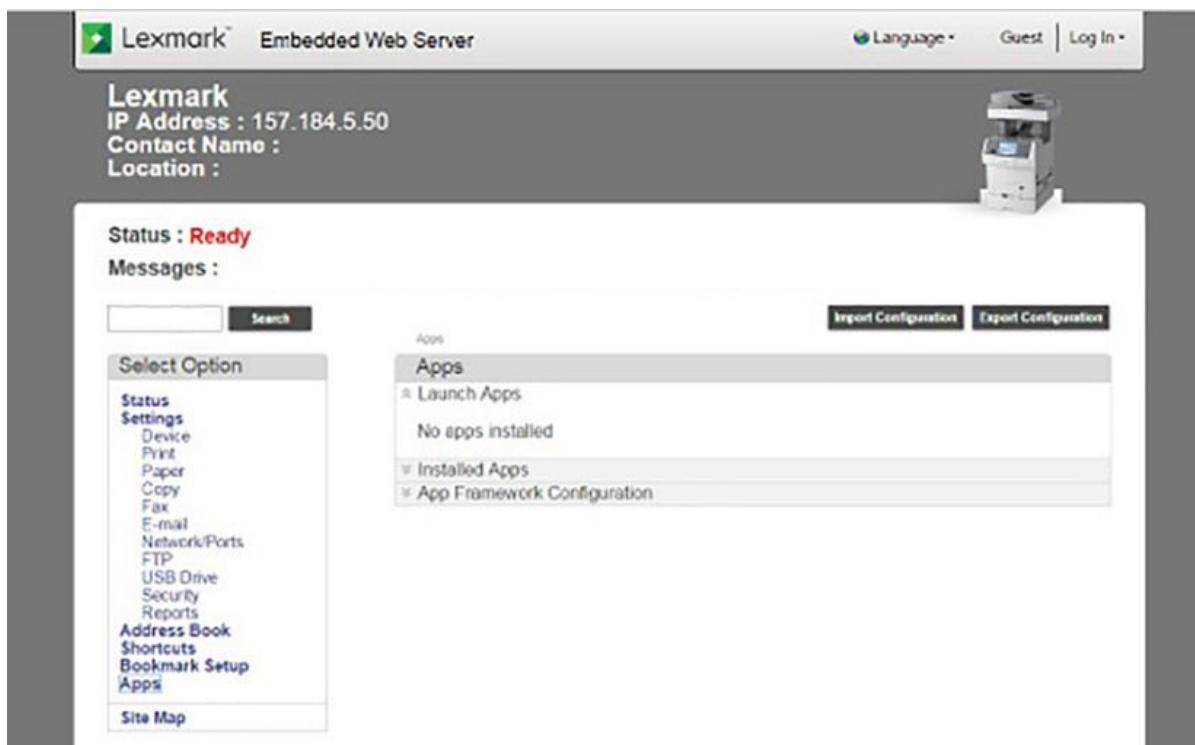 Lexmark™ Embedded Web Server Language Guest Log In
Lexmark
IP Address : 157.184.5.50
Contact Name :
Location :
Status : Ready
Messages :
Search
Import Configuration Export Configuration
Select Option
Status
Settings
Device
Print
Paper
Copy
Fax
E-mail
Network/Ports
FTP
USB Drive
Security
Reports
Address Book
Shortcuts
Bookmark Setup
Apps
Site Map
Apps
Apps
Launch Apps
No apps installed
Installed Apps
App Framework Configuration